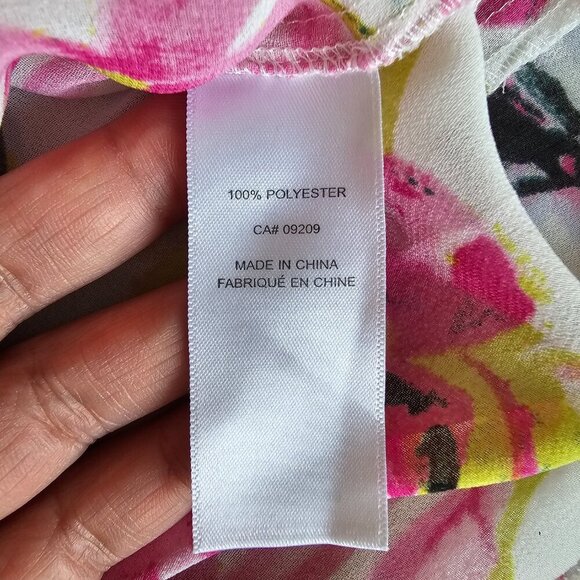 100% POLYESTER
CA# 09209
MADE IN CHINA
FABRIQUÉ EN CHINE